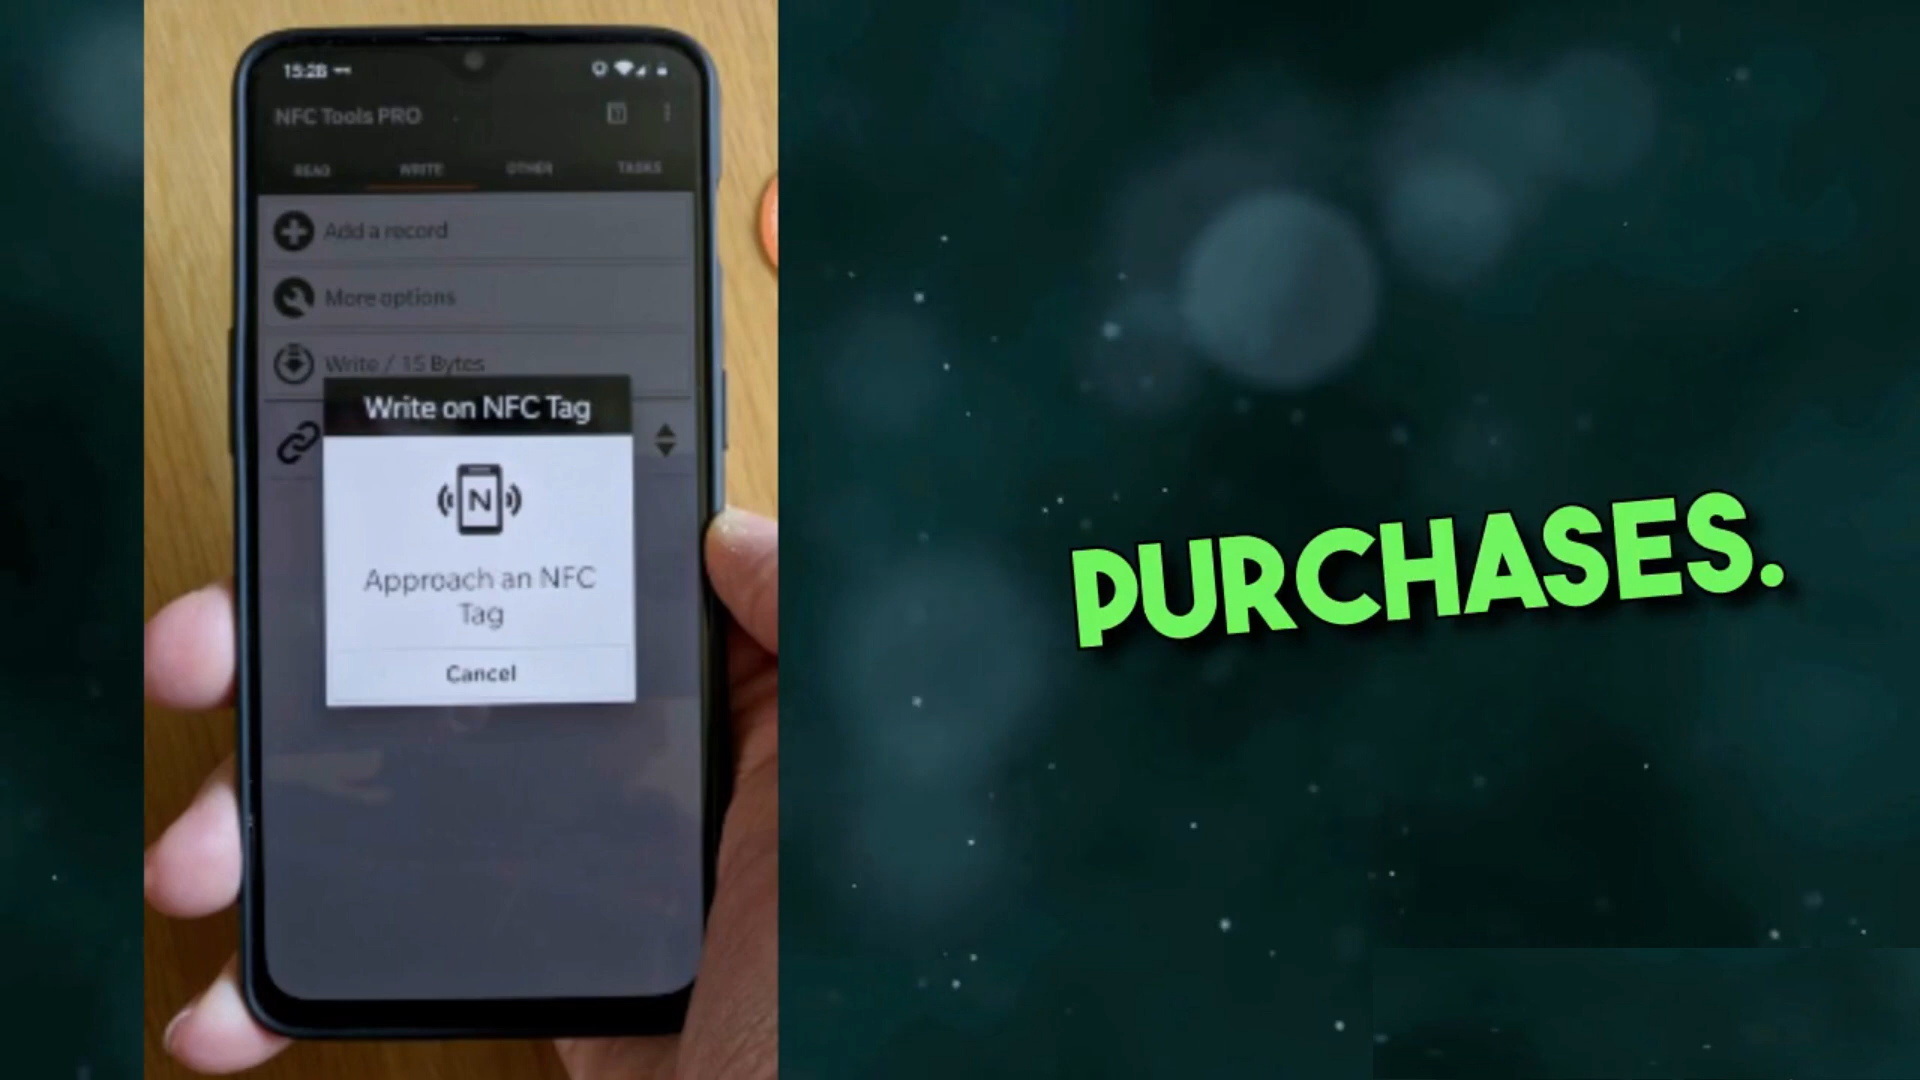 15:28
NFC Tools PRO
READ WRITE OTHER TASKS
Add a record
More options
Write / 15 Bytes
Write on NFC Tag
N
Approach an NFC
Tag
Cancel
PURCHASES.